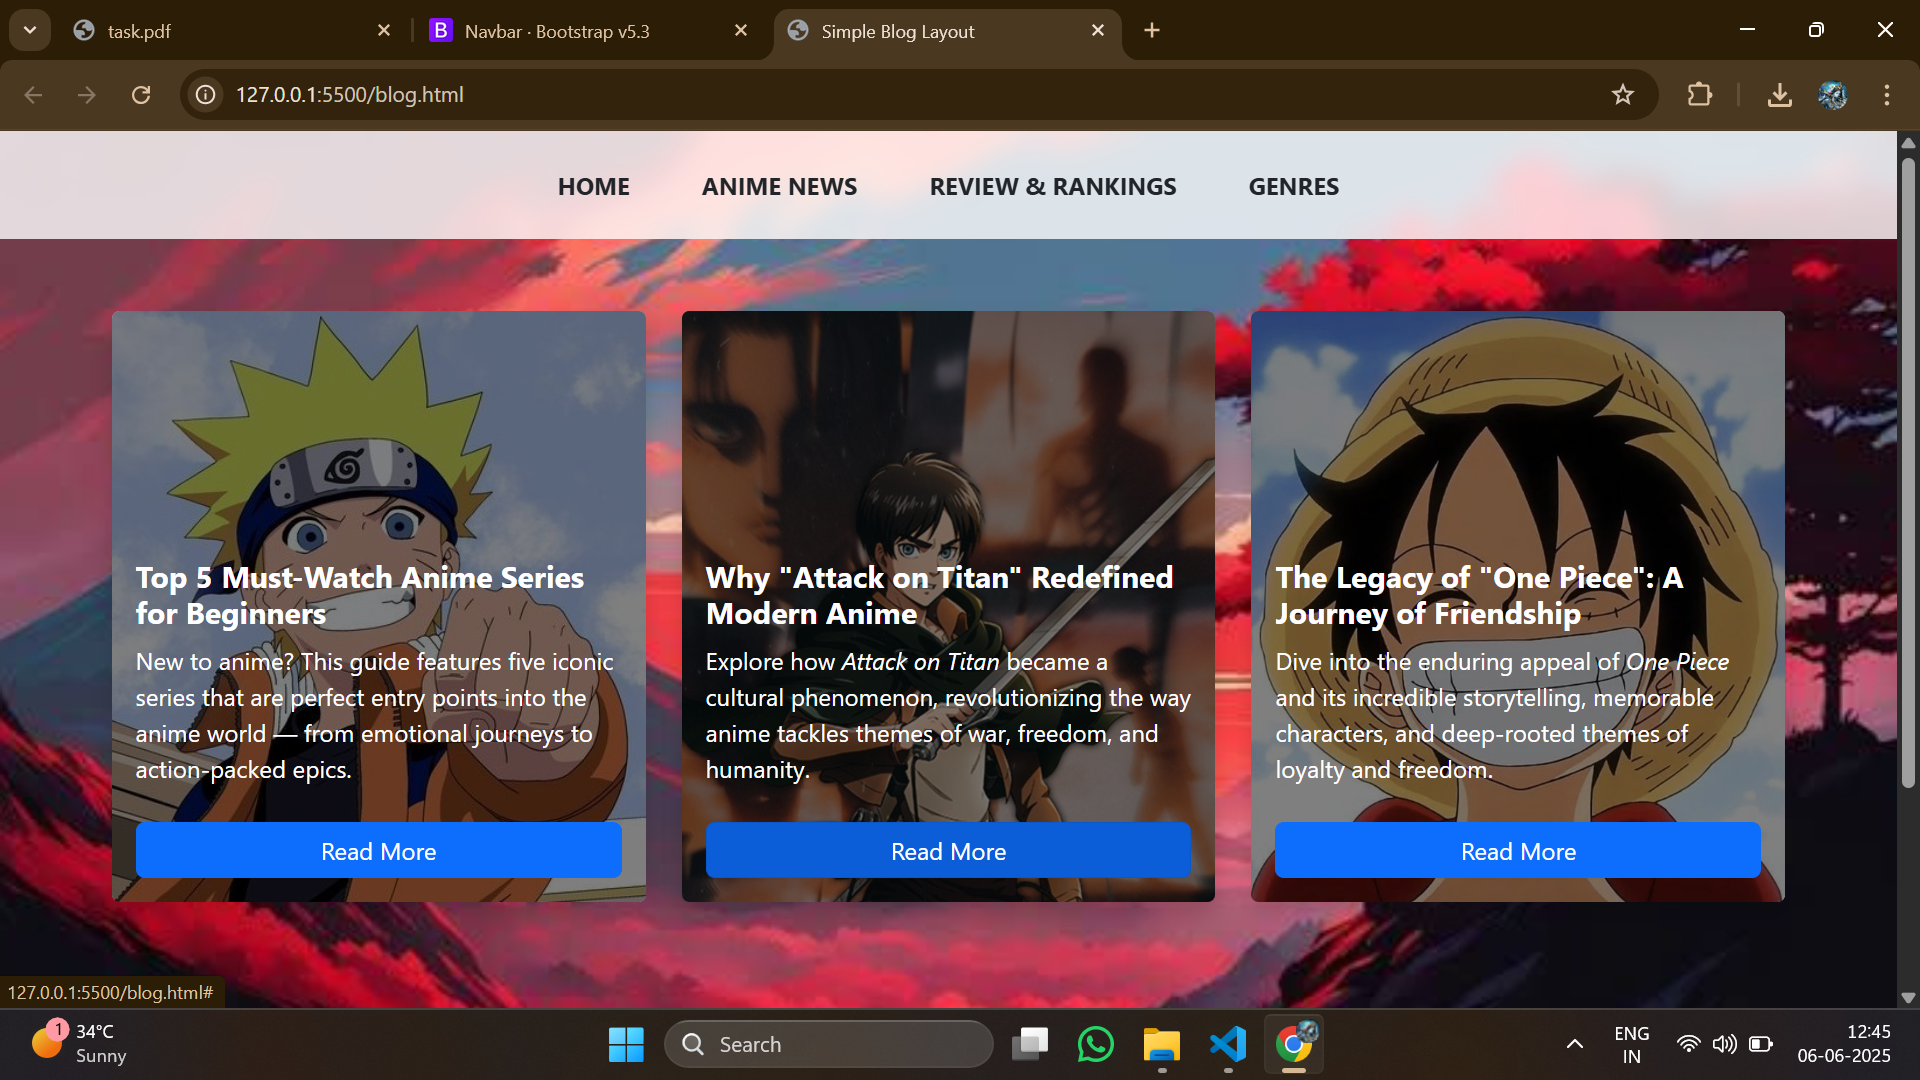 task.pdf
B Navbar · Bootstrap v5.3
Simple Blog Layout
127.0.0.1:5500/blog.html
HOME ANIME NEWS REVIEW & RANKINGS GENRES
Top 5 Must-Watch Anime Series
for Beginners
New to anime? This guide features five iconic
series that are perfect entry points into the
anime world — from emotional journeys to
action-packed epics.
Read More
Why "Attack on Titan" Redefined
Modern Anime
Explore how Attack on Titan became a
cultural phenomenon, revolutionizing the way
anime tackles themes of war, freedom, and
humanity.
Read More
The Legacy of "One Piece": A
Journey of Friendship
Dive into the enduring appeal of One Piece
and its incredible storytelling, memorable
characters, and deep-rooted themes of
loyalty and freedom.
Read More
127.0.0.1:5500/blog.html#
1
34°C
Sunny
Search
ENG
IN
12:45
06-06-2025